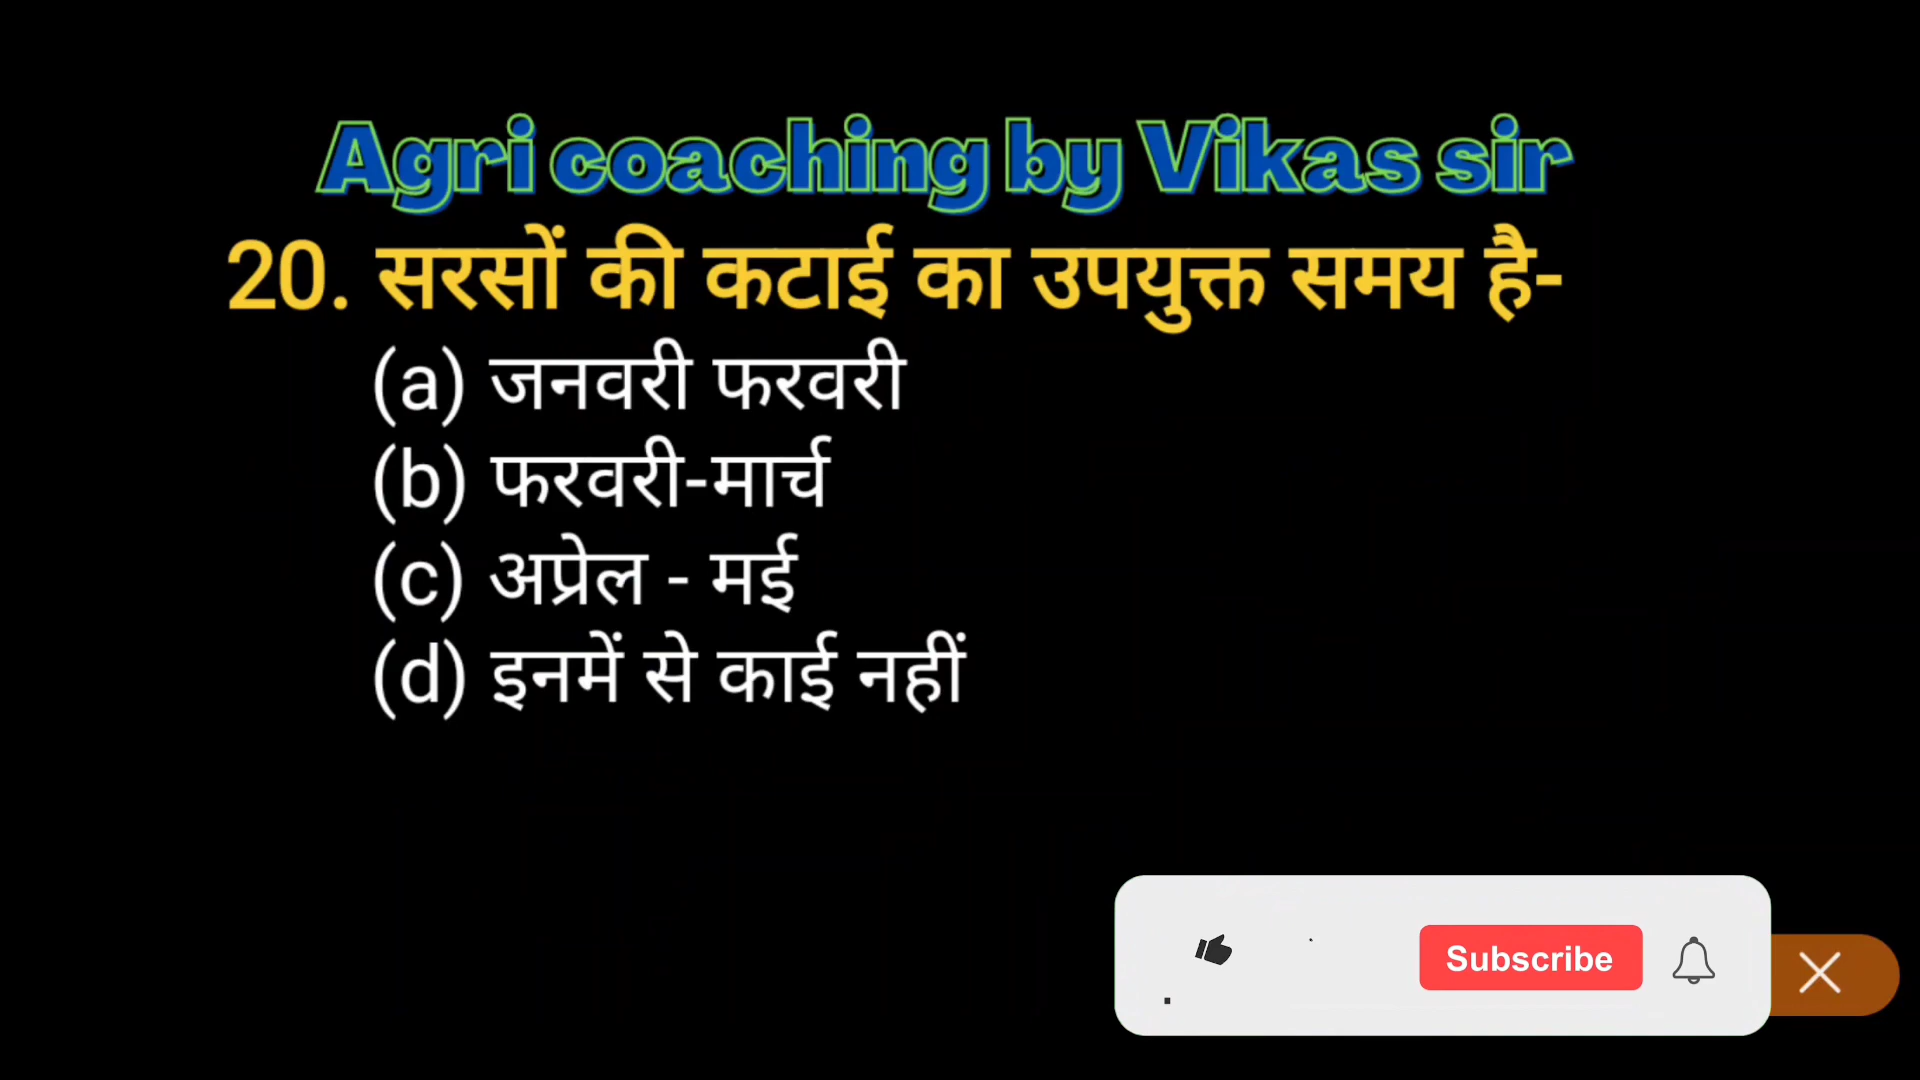 Agri coaching by Vikas sir
20. सरसों की कटाई का उपयुक्त समय है-
(a) जनवरी फरवरी
(b) फरवरी-मार्च
(c) अप्रेल - मई
(d) इनमें से काई नहीं
Subscribe